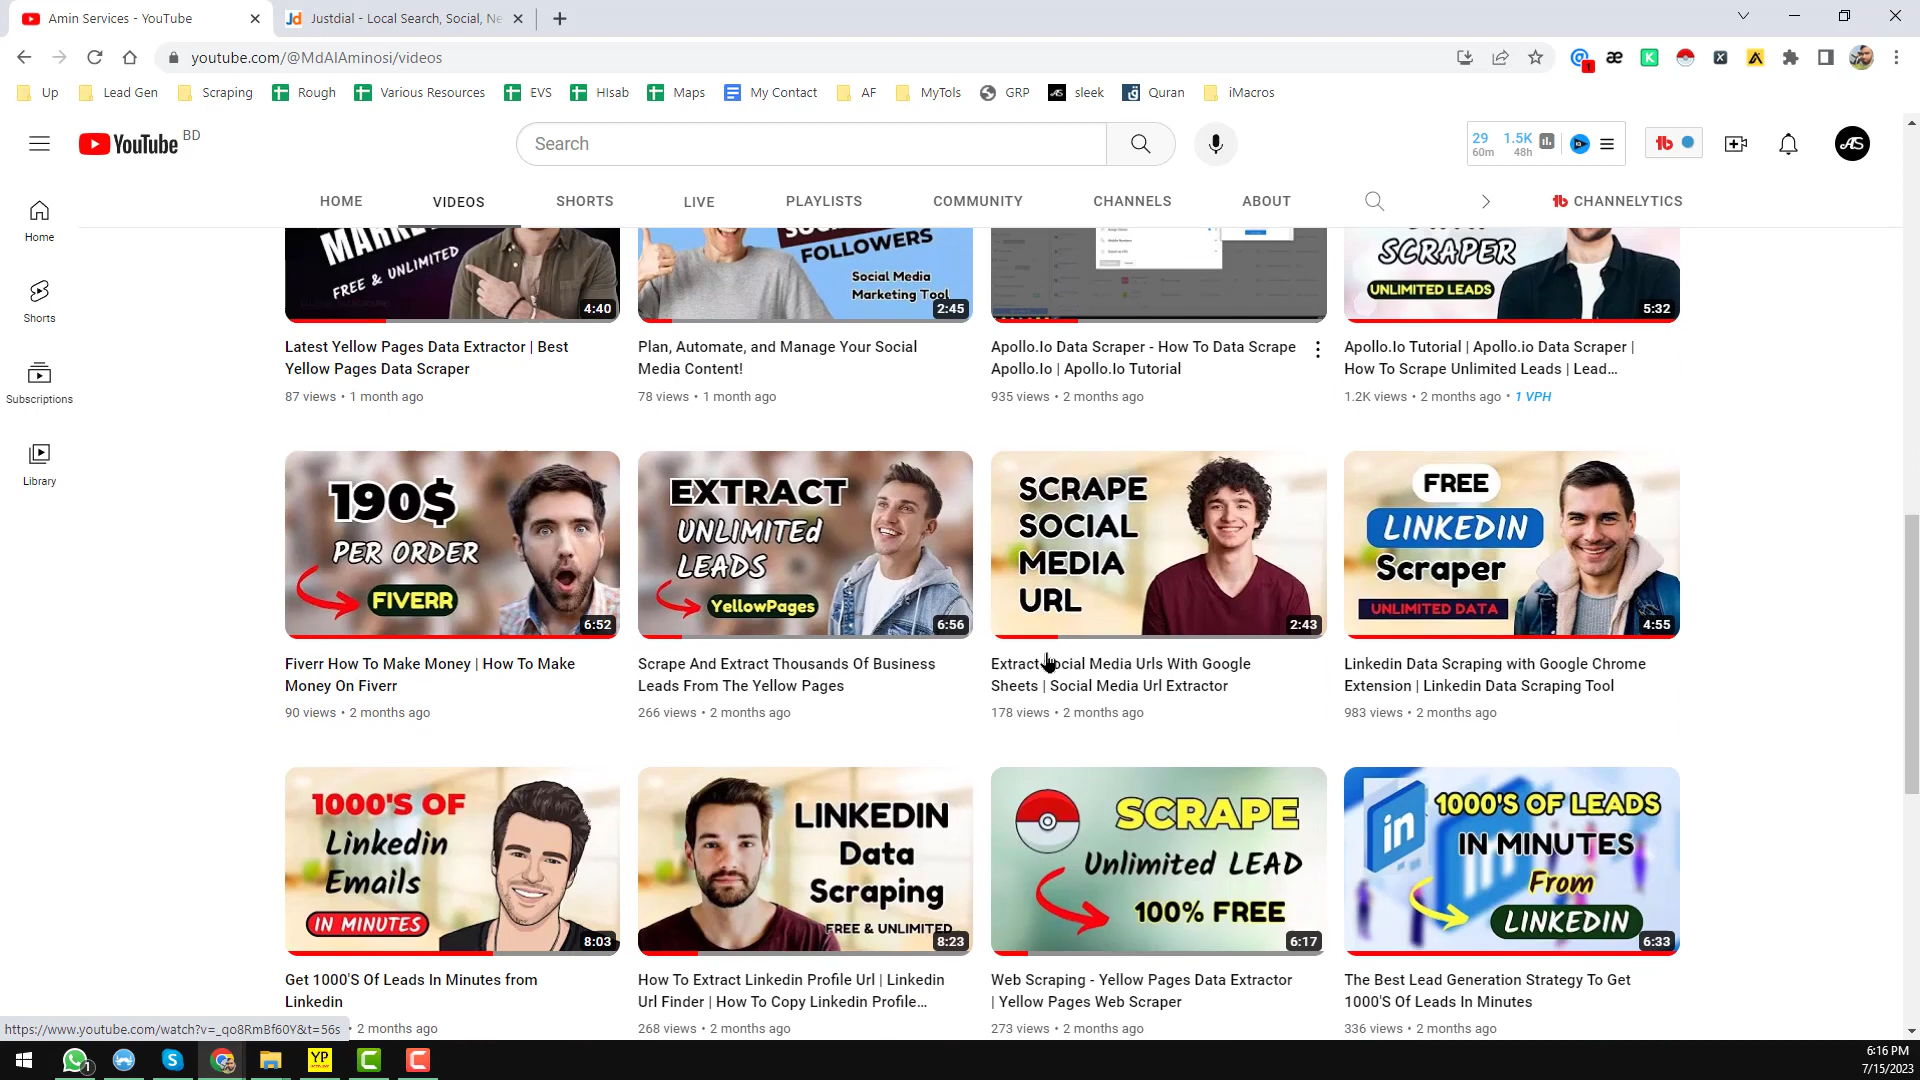 Amin Services - YouTube
Jd Justdial - Local Search, Social, Ne
youtube.com/@MdAlAminosi/videos
1
Up
Lead Gen
Scraping
Rough
Various Resources
EVS
HIsab
Maps
My Contact
AF
MyTols
GRP
sleek
Quran
iMacros
YouTube BD
Search
29 1.5K
60m 48h
HOME
VIDEOS
SHORTS
LIVE
PLAYLISTS
COMMUNITY
CHANNELS
ABOUT
CHANNELYTICS
Home
Shorts
Subscriptions
Library
FREE & UNLIMITED
4:40
FOLLOWERS
Social Media
Marketing Tool
2:45
SCRAPER
UNLIMITED LEADS
5:32
Latest Yellow Pages Data Extractor | Best
Yellow Pages Data Scraper
87 views • 1 month ago
Plan, Automate, and Manage Your Social
Media Content!
78 views • 1 month ago
Apollo.Io Data Scraper - How To Data Scrape
Apollo.Io | Apollo.Io Tutorial
935 views • 2 months ago
Apollo.Io Tutorial | Apollo.io Data Scraper |
How To Scrape Unlimited Leads | Lead...
1.2K views • 2 months ago • 1 VPH
190$
PER ORDER
FIVERR
6:52
EXTRACT
UNLIMITEd
LEADS
YellowPages
6:56
SCRAPE
SOCIAL
MEDIA
URL
2:43
FREE
LINKEDIN
Scraper
UNLIMITED DATA
4:55
Fiverr How To Make Money | How To Make
Money On Fiverr
90 views • 2 months ago
Scrape And Extract Thousands Of Business
Leads From The Yellow Pages
266 views • 2 months ago
Extract Social Media Urls With Google
Sheets | Social Media Url Extractor
178 views • 2 months ago
Linkedin Data Scraping with Google Chrome
Extension | Linkedin Data Scraping Tool
983 views • 2 months ago
1000'S OF
Linkedin
Emails
IN MINUTES
8:03
LINKEDIN
Data
Scraping
FREE & UNLIMITED
8:23
SCRAPE
Unlimited LEAD
100% FREE
6:17
in
1000'S OF LEADS
IN MINUTES
From
LINKEDIN
6:33
Get 1000'S Of Leads In Minutes from
Linkedin
2 months ago
How To Extract Linkedin Profile Url | Linkedin
Url Finder | How To Copy Linkedin Profile...
268 views • 2 months ago
Web Scraping - Yellow Pages Data Extractor
| Yellow Pages Web Scraper
273 views • 2 months ago
The Best Lead Generation Strategy To Get
1000'S Of Leads In Minutes
336 views • 2 months ago
https://www.youtube.com/watch?v=_qo8RmBf60Y&t=56s
1
YP
6:16 PM
7/15/2023